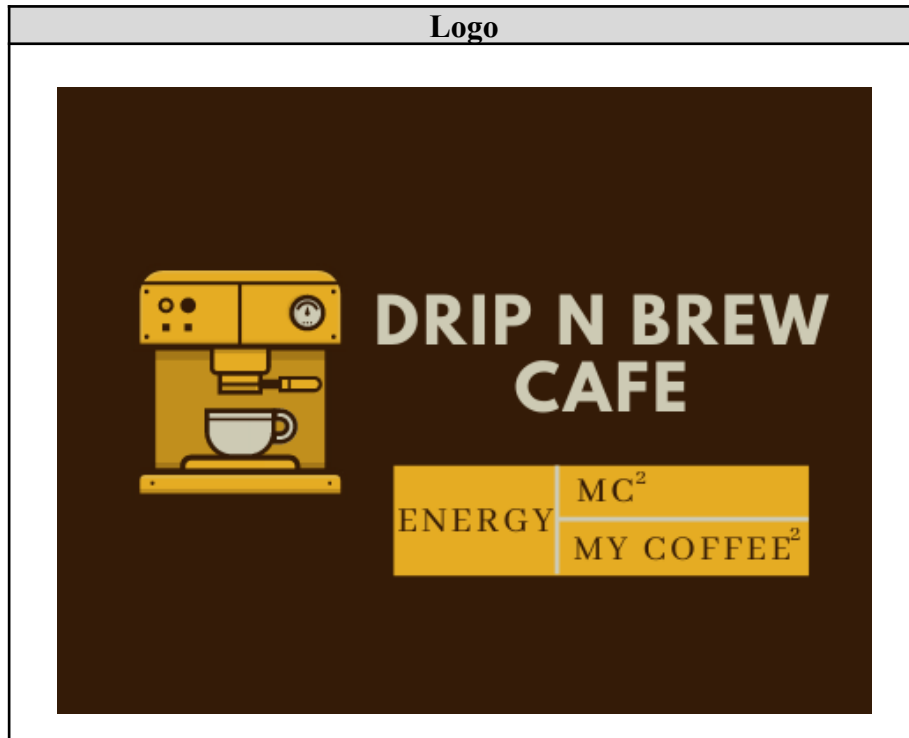 Logo
DRIP N BREW
CAFE
ENERGY
MC²
MY COFFEE²